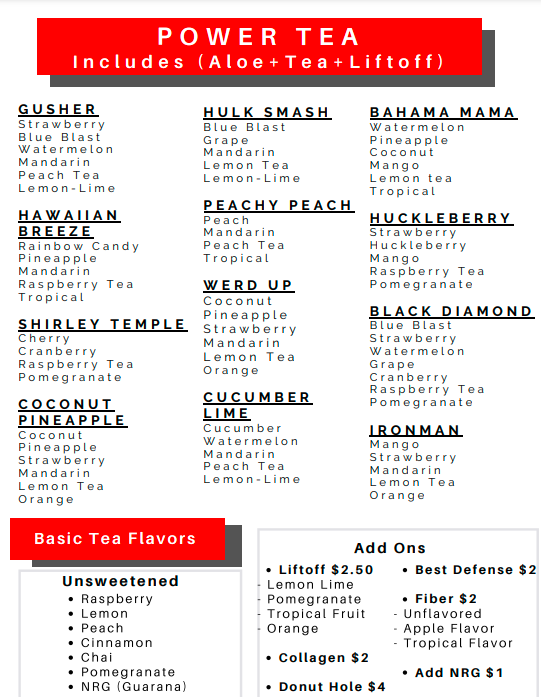 POWER TEA
Includes (Aloe+Tea+Liftoff)
GUSHER
Strawberry
Blue Blast
Watermelon
Mandarin
Peach Tea
Lemon-Lime
HAWAIIAN
BREEZE
Rainbow Candy
Pineapple
Mandarin
Raspberry Tea
Tropical
SHIRLEY TEMPLE
Cherry
Cranberry
Raspberry Tea
Pomegranate
COCONUT
PINEAPPLE
Coconut
Pineapple
Strawberry
Mandarin
Lemon Tea
Orange
HULK SMASH
Blue Blast
Grape
Mandarin
Lemon Tea
Lemon-Lime
PEACHY PEACH
Peach
Mandarin
Peach Tea
Tropical
WERD UP
Coconut
Pineapple
Strawberry
Mandarin
Lemon Tea
Orange
CUCUMBER
LIME
Cucumber
Watermelon
Mandarin
Peach Tea
Lemon-Lime
BAHAMA MAMA
Watermelon
Pineapple
Coconut
Mango
Lemon tea
Tropical
HUCKLEBERRY
Strawberry
Huckleberry
Mango
Raspberry Tea
Pomegranate
BLACK DIAMOND
Blue Blast
Strawberry
Watermelon
Grape
Cranberry
Raspberry Tea
Pomegranate
IRONMAN
Mango
Strawberry
Mandarin
Lemon Tea
Orange
Basic Tea Flavors
Unsweetened
• Raspberry
• Lemon
• Peach
• Cinnamon
• Chai
• Pomegranate
• NRG (Guarana)
Add Ons
• Liftoff $2.50
- Lemon Lime
- Pomegranate
- Tropical Fruit
- Orange
• Collagen $2
• Donut Hole $4
• Best Defense $2
• Fiber $2
- Unflavored
- Apple Flavor
- Tropical Flavor
• Add NRG $1